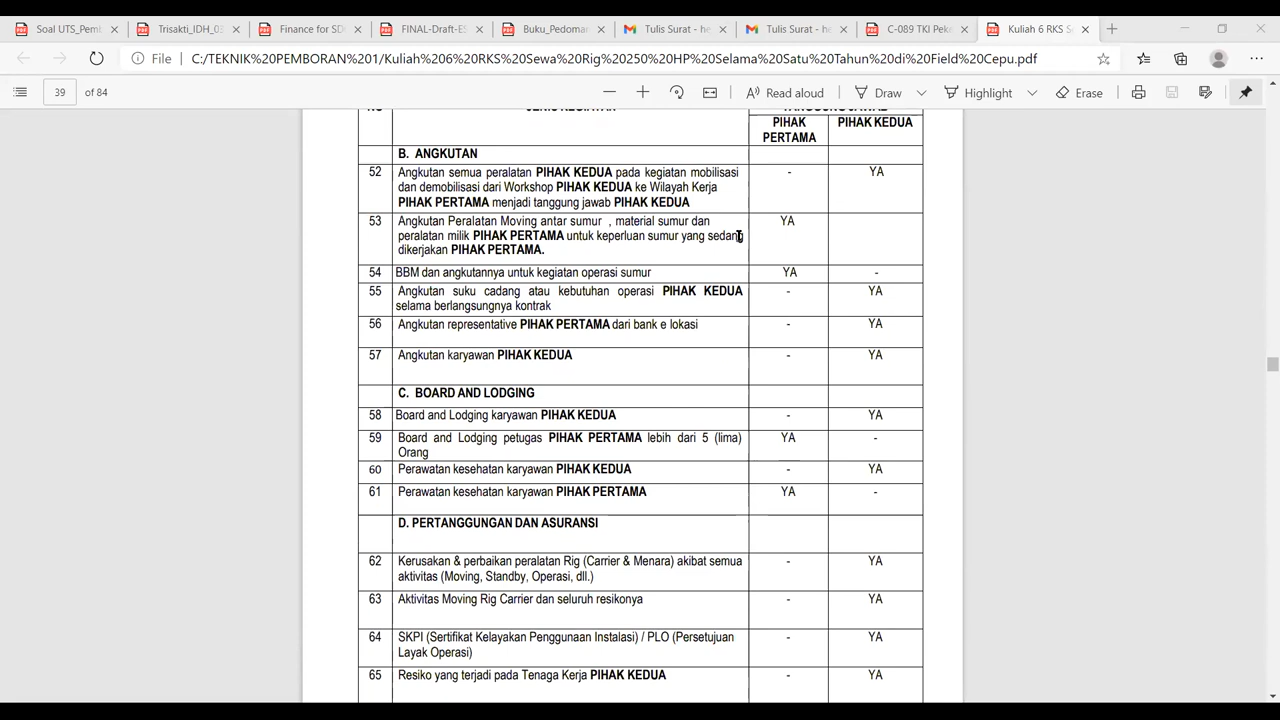 Soal UTS_Pemb
Trisakti_IDH_03
Finance for SD
FINAL-Draft-ES
Buku_Pedoman
Tulis Surat - he
Tulis Surat - he
C-089 TKI Peke
Kuliah 6 RKS Se
File
C:/TEKNIK%20PEMBORAN%201/Kuliah%206%20RKS%20Sewa%20Rig%20250%20HP%20Selama%20Satu%20Tahun%20di%20Field%20Cepu.pdf
39 of 84
Read aloud
Draw
Highlight
Erase
PIHAK PIHAK KEDUA
PERTAMA
B. ANGKUTAN
52 Angkutan semua peralatan PIHAK KEDUA pada kegiatan mobilisasi - YA
dan demobilisasi dari Workshop PIHAK KEDUA ke Wilayah Kerja
PIHAK PERTAMA menjadi tanggung jawab PIHAK KEDUA
53 Angkutan Peralatan Moving antar sumur , material sumur dan YA
peralatan milik PIHAK PERTAMA untuk keperluan sumur yang sedang
dikerjakan PIHAK PERTAMA.
54 BBM dan angkutannya untuk kegiatan operasi sumur YA -
55 Angkutan suku cadang atau kebutuhan operasi PIHAK KEDUA - YA
selama berlangsungnya kontrak
56 Angkutan representative PIHAK PERTAMA dari bank e lokasi - YA
57 Angkutan karyawan PIHAK KEDUA - YA
C. BOARD AND LODGING
58 Board and Lodging karyawan PIHAK KEDUA - YA
59 Board and Lodging petugas PIHAK PERTAMA lebih dari 5 (lima) YA -
Orang
60 Perawatan kesehatan karyawan PIHAK KEDUA - YA
61 Perawatan kesehatan karyawan PIHAK PERTAMA YA -
D. PERTANGGUNGAN DAN ASURANSI
62 Kerusakan & perbaikan peralatan Rig (Carrier & Menara) akibat semua - YA
aktivitas (Moving, Standby, Operasi, dll.)
63 Aktivitas Moving Rig Carrier dan seluruh resikonya - YA
64 SKPI (Sertifikat Kelayakan Penggunaan Instalasi) / PLO (Persetujuan - YA
Layak Operasi)
65 Resiko yang terjadi pada Tenaga Kerja PIHAK KEDUA - YA